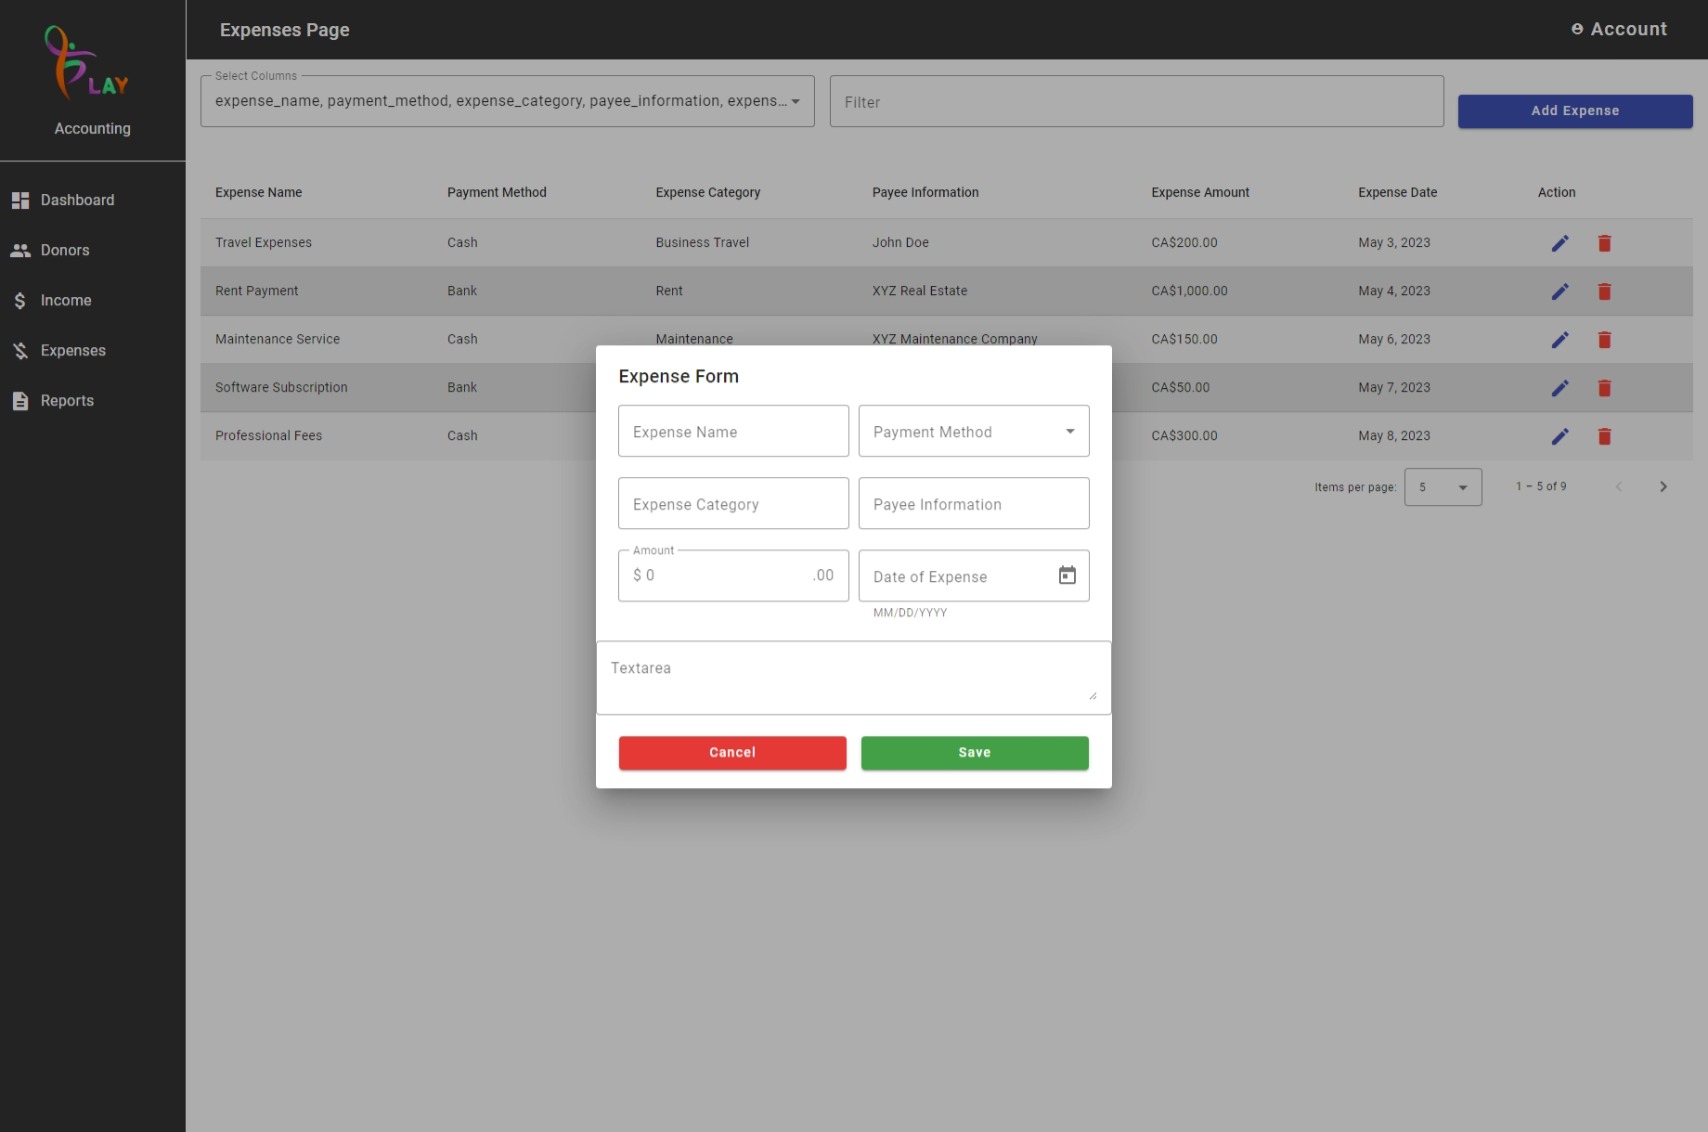 LAY
Accounting
Dashboard
Donors
Income
Expenses
Reports
Expenses Page
Account
Select Columns
expense_name, payment_method, expense_category, payee_information, expens...
Filter
Add Expense
Expense Name Payment Method Expense Category Payee Information Expense Amount Expense Date Action
Travel Expenses Cash Business Travel John Doe CA$200.00 May 3, 2023
Rent Payment Bank Rent XYZ Real Estate CA$1,000.00 May 4, 2023
Maintenance Service Cash Maintenance XYZ Maintenance Company CA$150.00 May 6, 2023
Software Subscription Bank CA$50.00 May 7, 2023
Professional Fees Cash CA$300.00 May 8, 2023
Items per page: 5 1 – 5 of 9
Expense Form
Expense Name Payment Method
Expense Category Payee Information
Amount
$ 0 .00 Date of Expense
MM/DD/YYYY
Textarea
Cancel Save